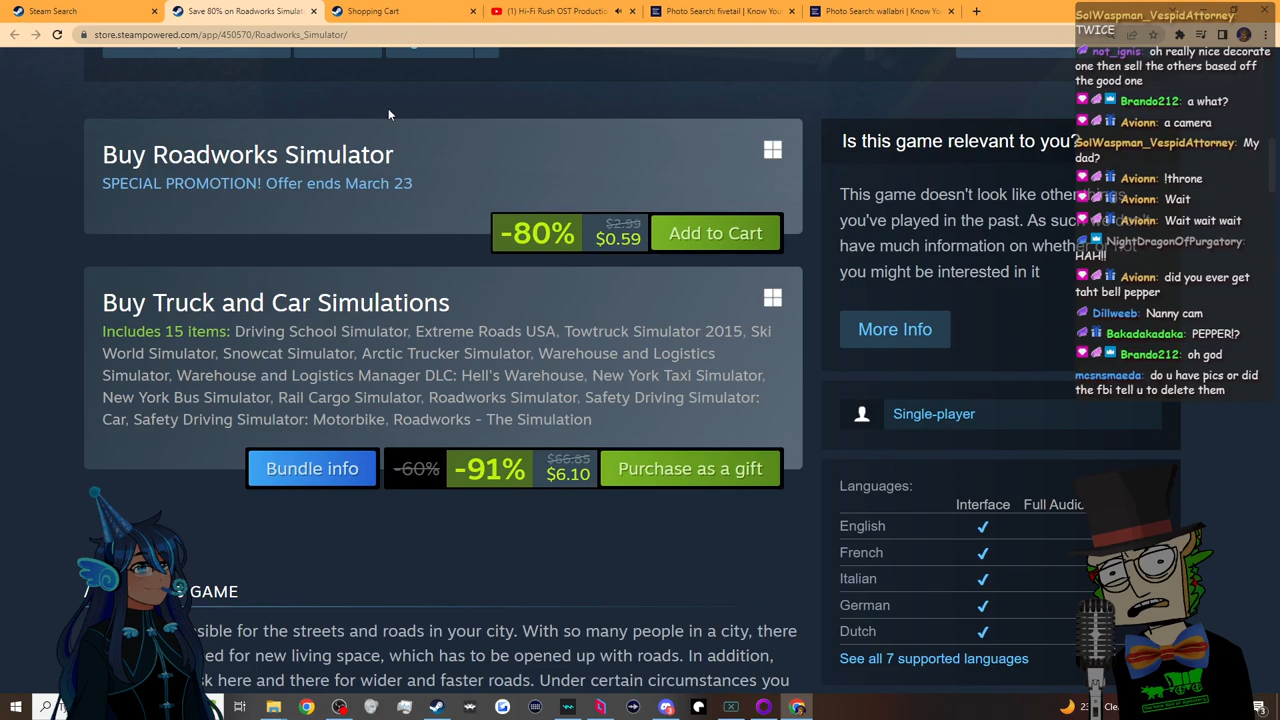 Steam Search
Save 80% on Roadworks Simulat
Shopping Cart
(1) Hi-Fi Rush OST Productio
Photo Search: fivetail | Know You
Photo Search: wallabri | Know Yo
store.steampowered.com/app/450570/Roadworks_Simulator/
Buy Roadworks Simulator
SPECIAL PROMOTION! Offer ends March 23
-80%
$2.99
$0.59
Add to Cart
Buy Truck and Car Simulations
Includes 15 items: Driving School Simulator, Extreme Roads USA, Towtruck Simulator 2015, Ski
World Simulator, Snowcat Simulator, Arctic Trucker Simulator, Warehouse and Logistics
Simulator, Warehouse and Logistics Manager DLC: Hell's Warehouse, New York Taxi Simulator,
New York Bus Simulator, Rail Cargo Simulator, Roadworks Simulator, Safety Driving Simulator:
Car, Safety Driving Simulator: Motorbike, Roadworks - The Simulation
Bundle info
-60%
-91%
$66.85
$6.10
Purchase as a gift
GAME
sible for the streets and roads in your city. With so many people in a city, there
ed for new living space, which has to be opened up with roads. In addition,
sk here and there for wider and faster roads. Under certain circumstances you
Is this game relevant to you?
This game doesn't look like other things
you've played in the past. As such we don't
have much information on whether or not
you might be interested in it
More Info
Single-player
Languages:
Interface Full Audio
English ✔
French ✔
Italian ✔
German ✔
Dutch ✔
See all 7 supported languages
SolWaspman_VespidAttorney:
TWICE
not_ignis: oh really nice decorate
one then sell the others based off
the good one
Brando212: a what?
Avionn: a camera
SolWaspman_VespidAttorney: My
dad?
Avionn: !throne
Avionn: Wait
Avionn: Wait wait wait
NightDragonOfPurgatory:
HAH!!
Avionn: did you ever get
taht bell pepper
Dillweeb: Nanny cam
Bakadakadaka: PEPPER!?
Brando212: oh god
mcsnsmaeda: do u have pics or did
the fbi tell u to delete them